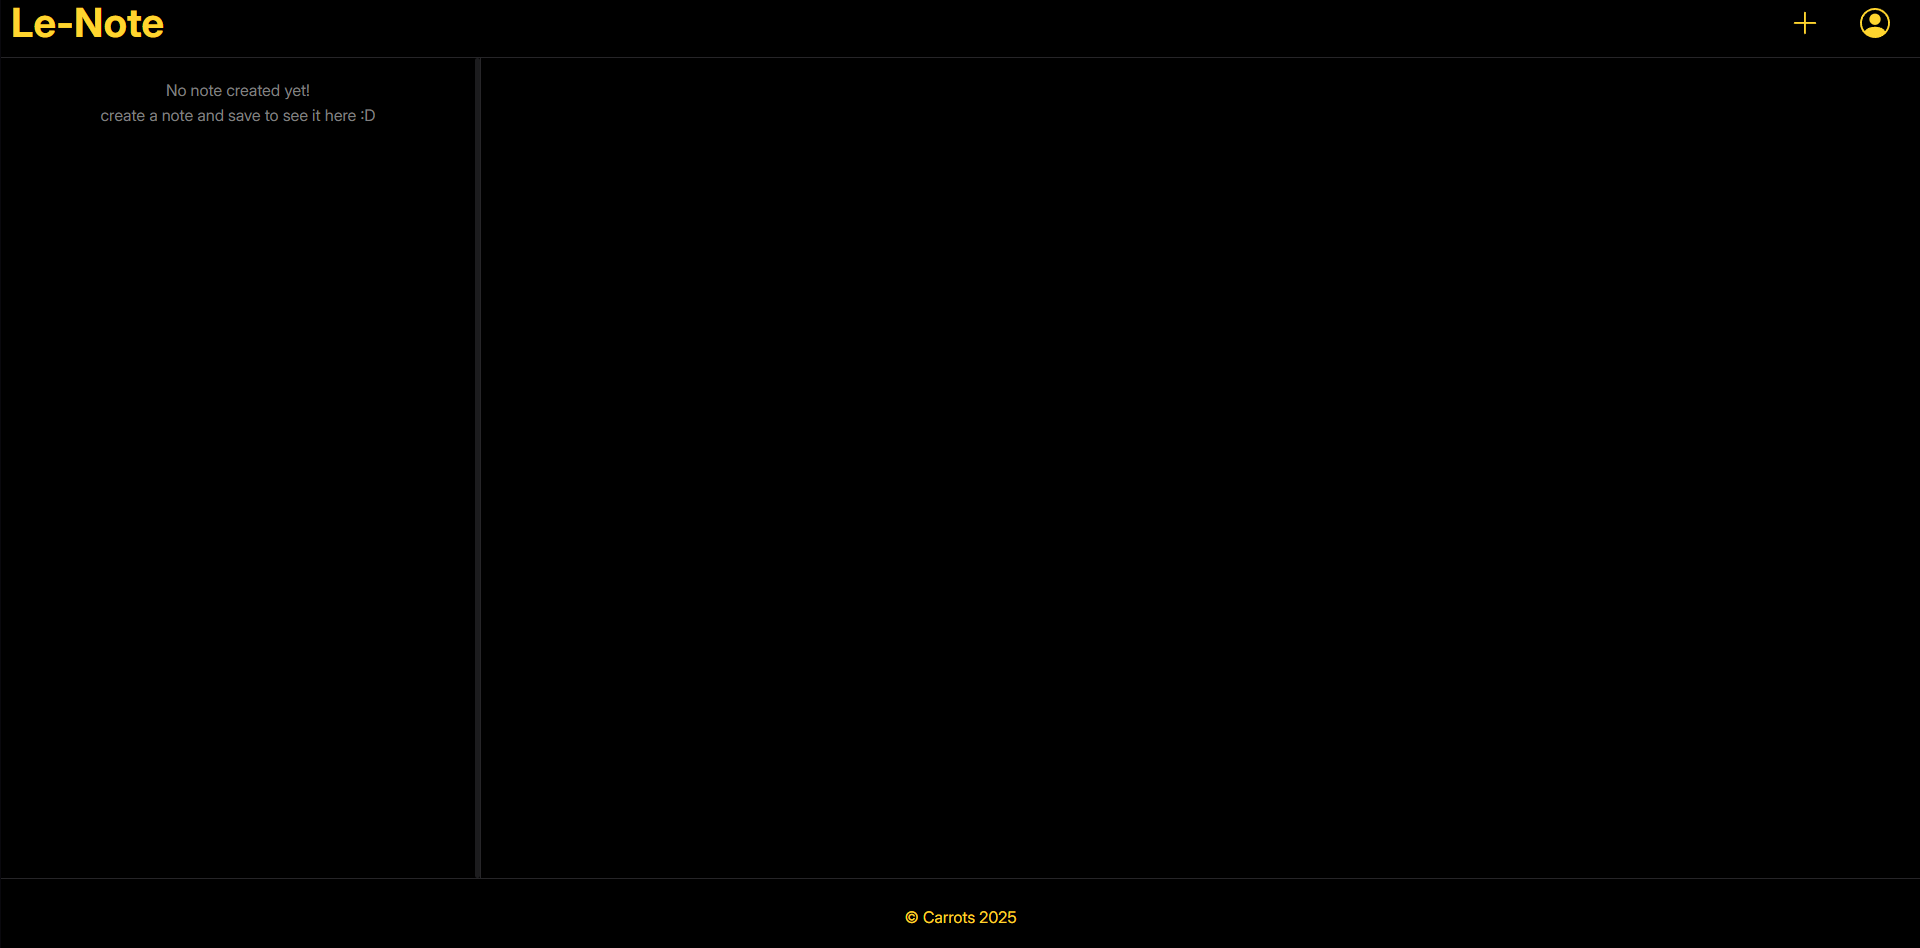 Le-Note
No note created yet!
create a note and save to see it here :D
© Carrots 2025